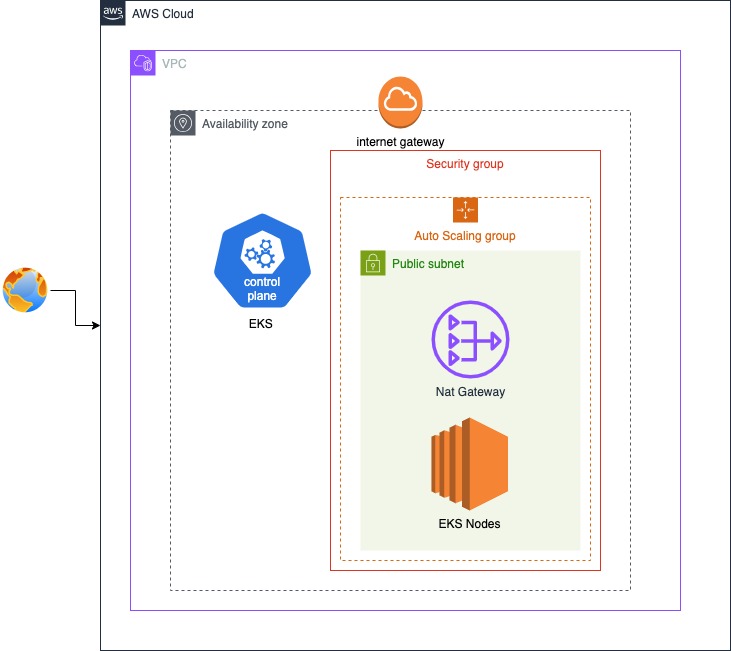 aws
AWS Cloud
VPC
internet gateway
Availability zone
Security group
Auto Scaling group
Public subnet
control
plane
EKS
Nat Gateway
EKS Nodes